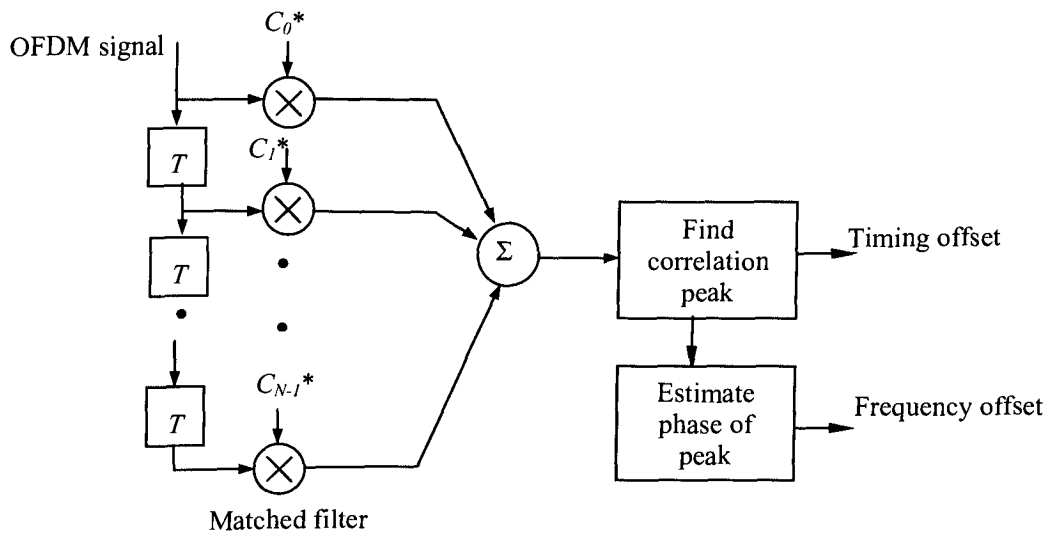 OFDM signal
C0*
T
C1*
T
Σ
Find
correlation
peak
Timing offset
CN-1*
T
Estimate
phase of
peak
Frequency offset
Matched filter